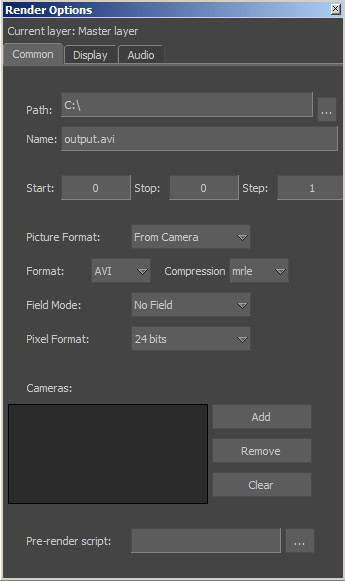 Render Options
Current layer: Master layer
Common Display Audio
Path: C:\ ...
Name: output.avi
Start: 0 Stop: 0 Step: 1
Picture Format: From Camera
Format: AVI Compression mrle
Field Mode: No Field
Pixel Format: 24 bits
Cameras:
Add
Remove
Clear
Pre-render script: ...